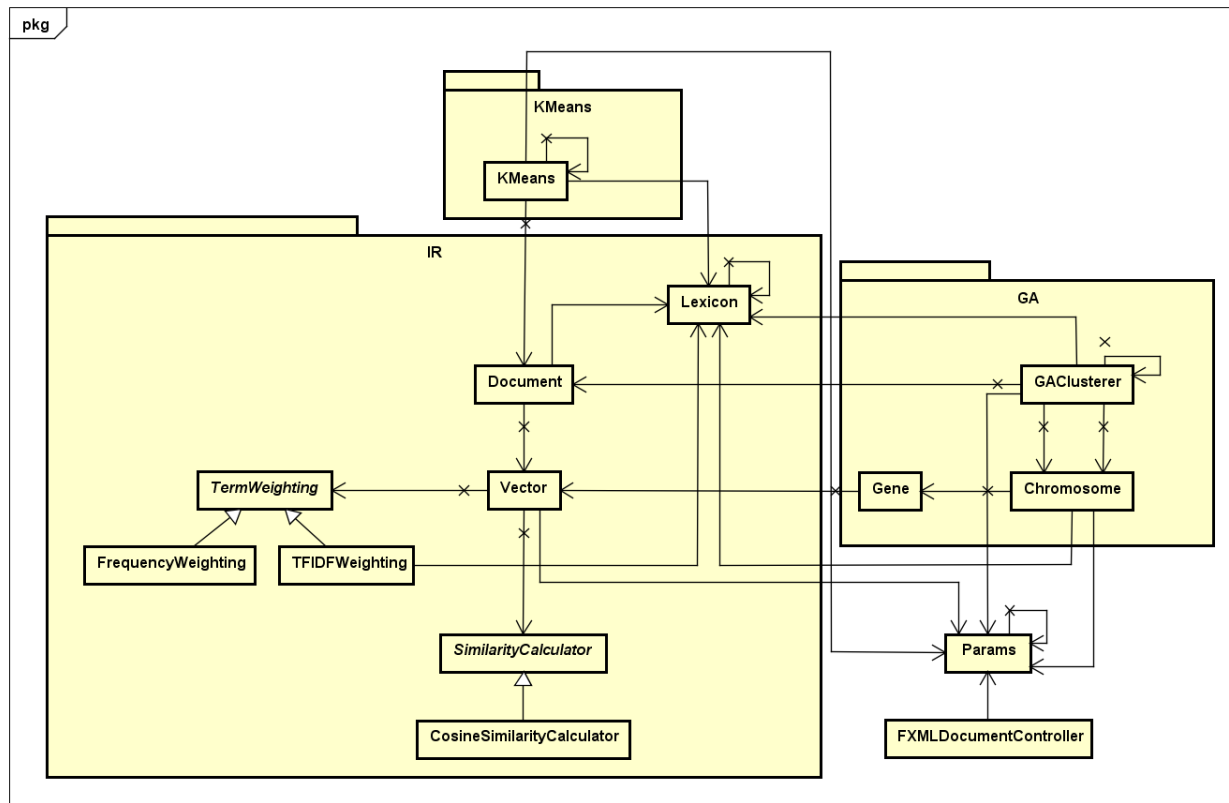 pkg
KMeans
KMeans
IR
GA
Lexicon
Document
GAClusterer
TermWeighting
Vector
Gene
Chromosome
FrequencyWeighting
TFIDFWeighting
SimilarityCalculator
Params
CosineSimilarityCalculator
FXMLDocumentController